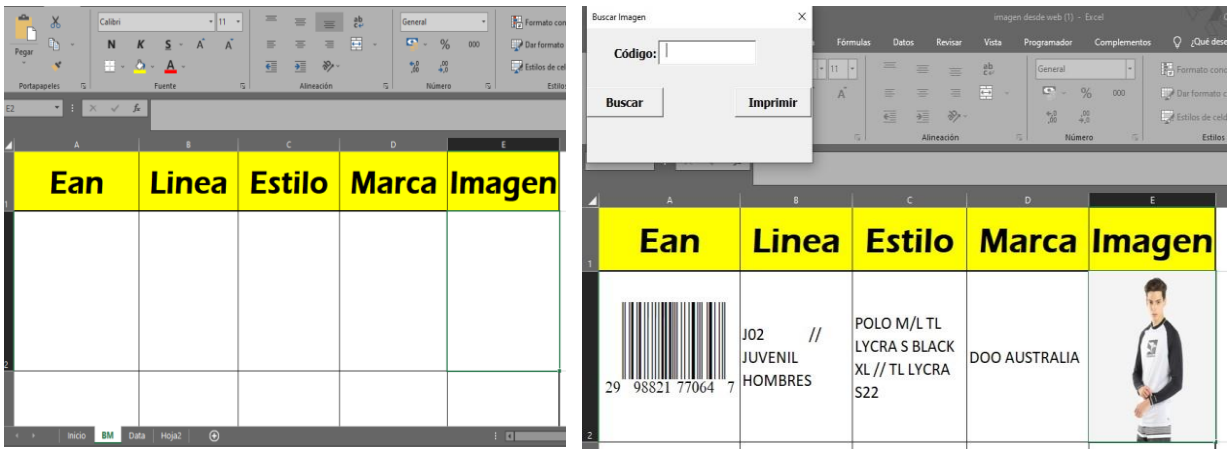 Calibri
11
General
Formato con
Pegar
N K S A A
% 000
Dar formato
A
Estilos de cel
Portapapeles
Fuente
Alineación
Número
Estilos
E2
fx
A B C D E
1
Ean Linea Estilo Marca Imagen
2
Inicio BM Data Hoja2
Buscar Imagen
imagen desde web (1) - Excel
Fórmulas Datos Revisar Vista Programador Complementos ¿Qué dese
Código:
11
General
Formato conc
Buscar
Imprimir
A
% 000
Dar formato c
Estilos de celd
Alineación
Número
Estilos
A B C D E
1
Ean Linea Estilo Marca Imagen
2
29 98821 77064 7
J02 //
JUVENIL
HOMBRES
POLO M/L TL
LYCRA S BLACK
XL // TL LYCRA
S22
DOO AUSTRALIA